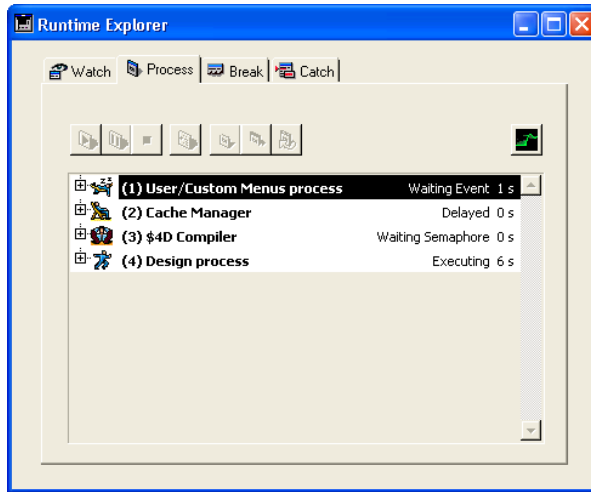 Runtime Explorer
Watch Process Break Catch
(1) User/Custom Menus process Waiting Event 1 s
(2) Cache Manager Delayed 0 s
(3) $4D Compiler Waiting Semaphore 0 s
(4) Design process Executing 6 s